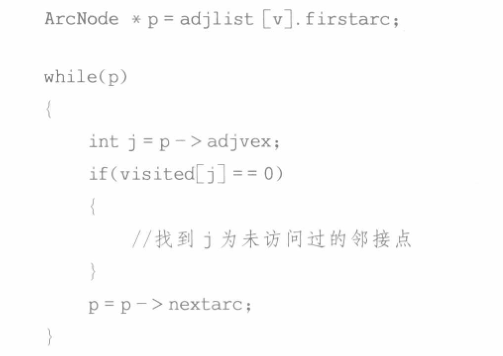 ArcNode * p = adjlist [v].firstarc;
while(p)
{
int j = p -> adjvex;
if(visited[j] == 0)
{
//找到 j 为未访问过的邻接点
}
p = p -> nextarc;
}